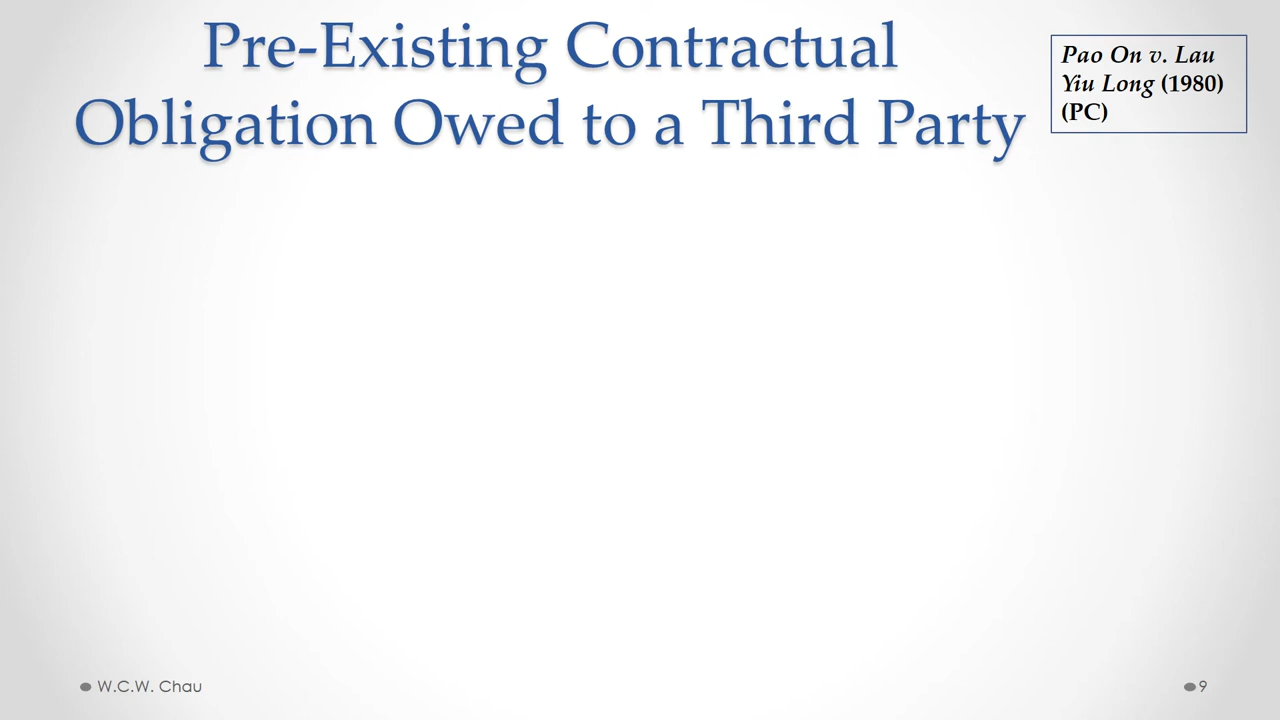 Pre-Existing Contractual
Obligation Owed to a Third Party
Pao On v. Lau
Yiu Long (1980)
(PC)
W.C.W. Chau
9